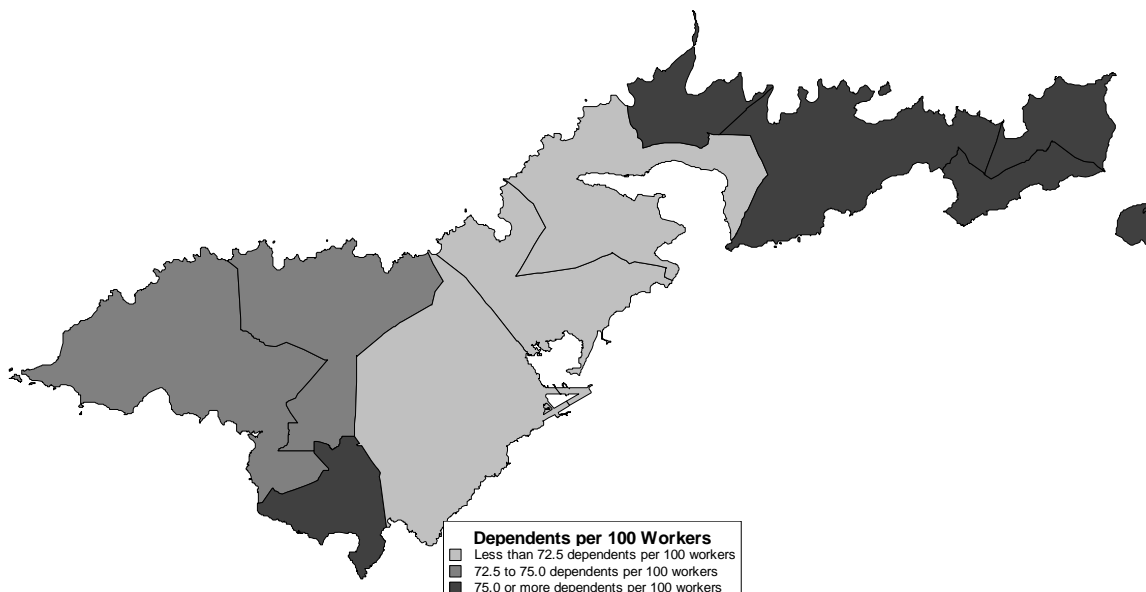 Dependents per 100 Workers
Less than 72.5 dependents per 100 workers
72.5 to 75.0 dependents per 100 workers
75.0 or more dependents per 100 workers